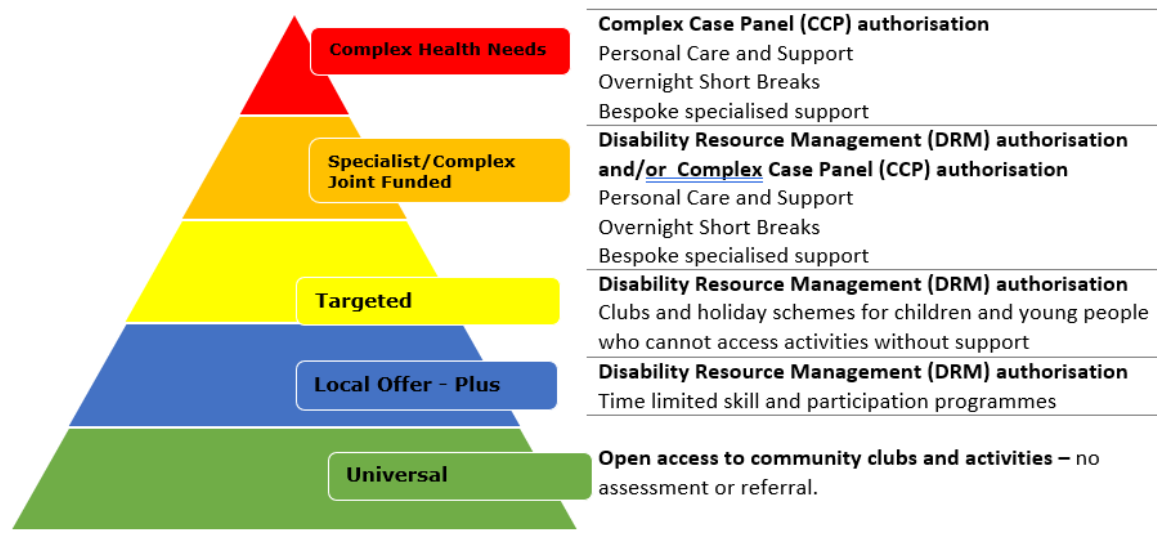 Complex Health Needs
Complex Case Panel (CCP) authorisation
Personal Care and Support
Overnight Short Breaks
Bespoke specialised support
Specialist/Complex
Joint Funded
Disability Resource Management (DRM) authorisation
and/or  Complex Case Panel (CCP) authorisation
Personal Care and Support
Overnight Short Breaks
Bespoke specialised support
Targeted
Disability Resource Management (DRM) authorisation
Clubs and holiday schemes for children and young people
who cannot access activities without support
Local Offer - Plus
Disability Resource Management (DRM) authorisation
Time limited skill and participation programmes
Universal
Open access to community clubs and activities – no
assessment or referral.